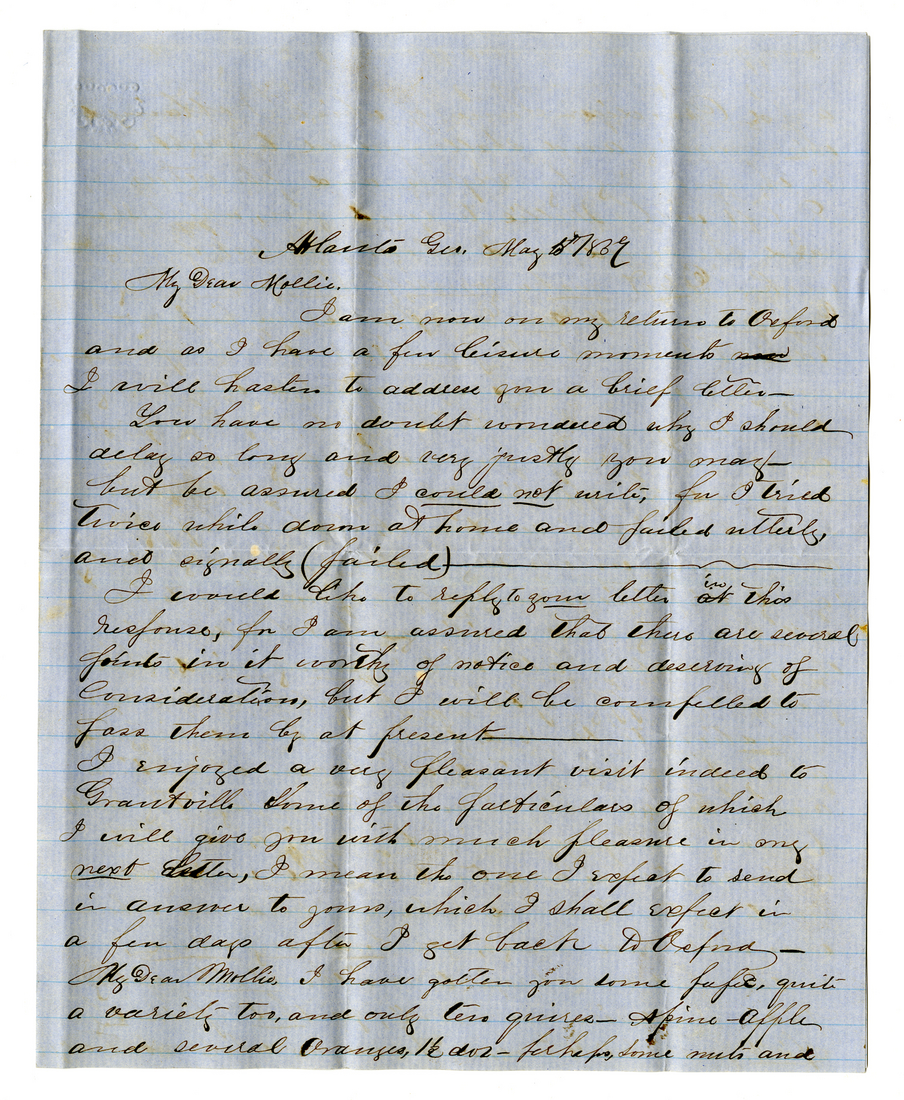 Atlanta Geo. May 5th/1857
My Dear Mollie.
I am now on my return to Oxford
and as I have a few leisure moments
I will hasten to address you a brief letter—
You have no doubt wondered why I should
delay so long and very justly you may—
but be assured I could not write, for I tried
twice while down at home and failed utterly,
and signally (failed)
I would like to reply to your letter in this
response, for I am assured that there are several
points in it worthy of notice and deserving of
Consideration, but I will be compelled to
pass them by at present
I enjoyed a very pleasant visit indeed to
Grantville some of the particulars of which
I will give you with much pleasure in my
next letter, I mean the one I expect to send
in answer to yours, which I shall expect in
a few days after I get back to Oxford—
My Dear Mollie, I have gotten you some paper, quite
a variety too, and only ten quires— pine-apple
and several Oranges, 1½ doz— perhaps, some nuts and